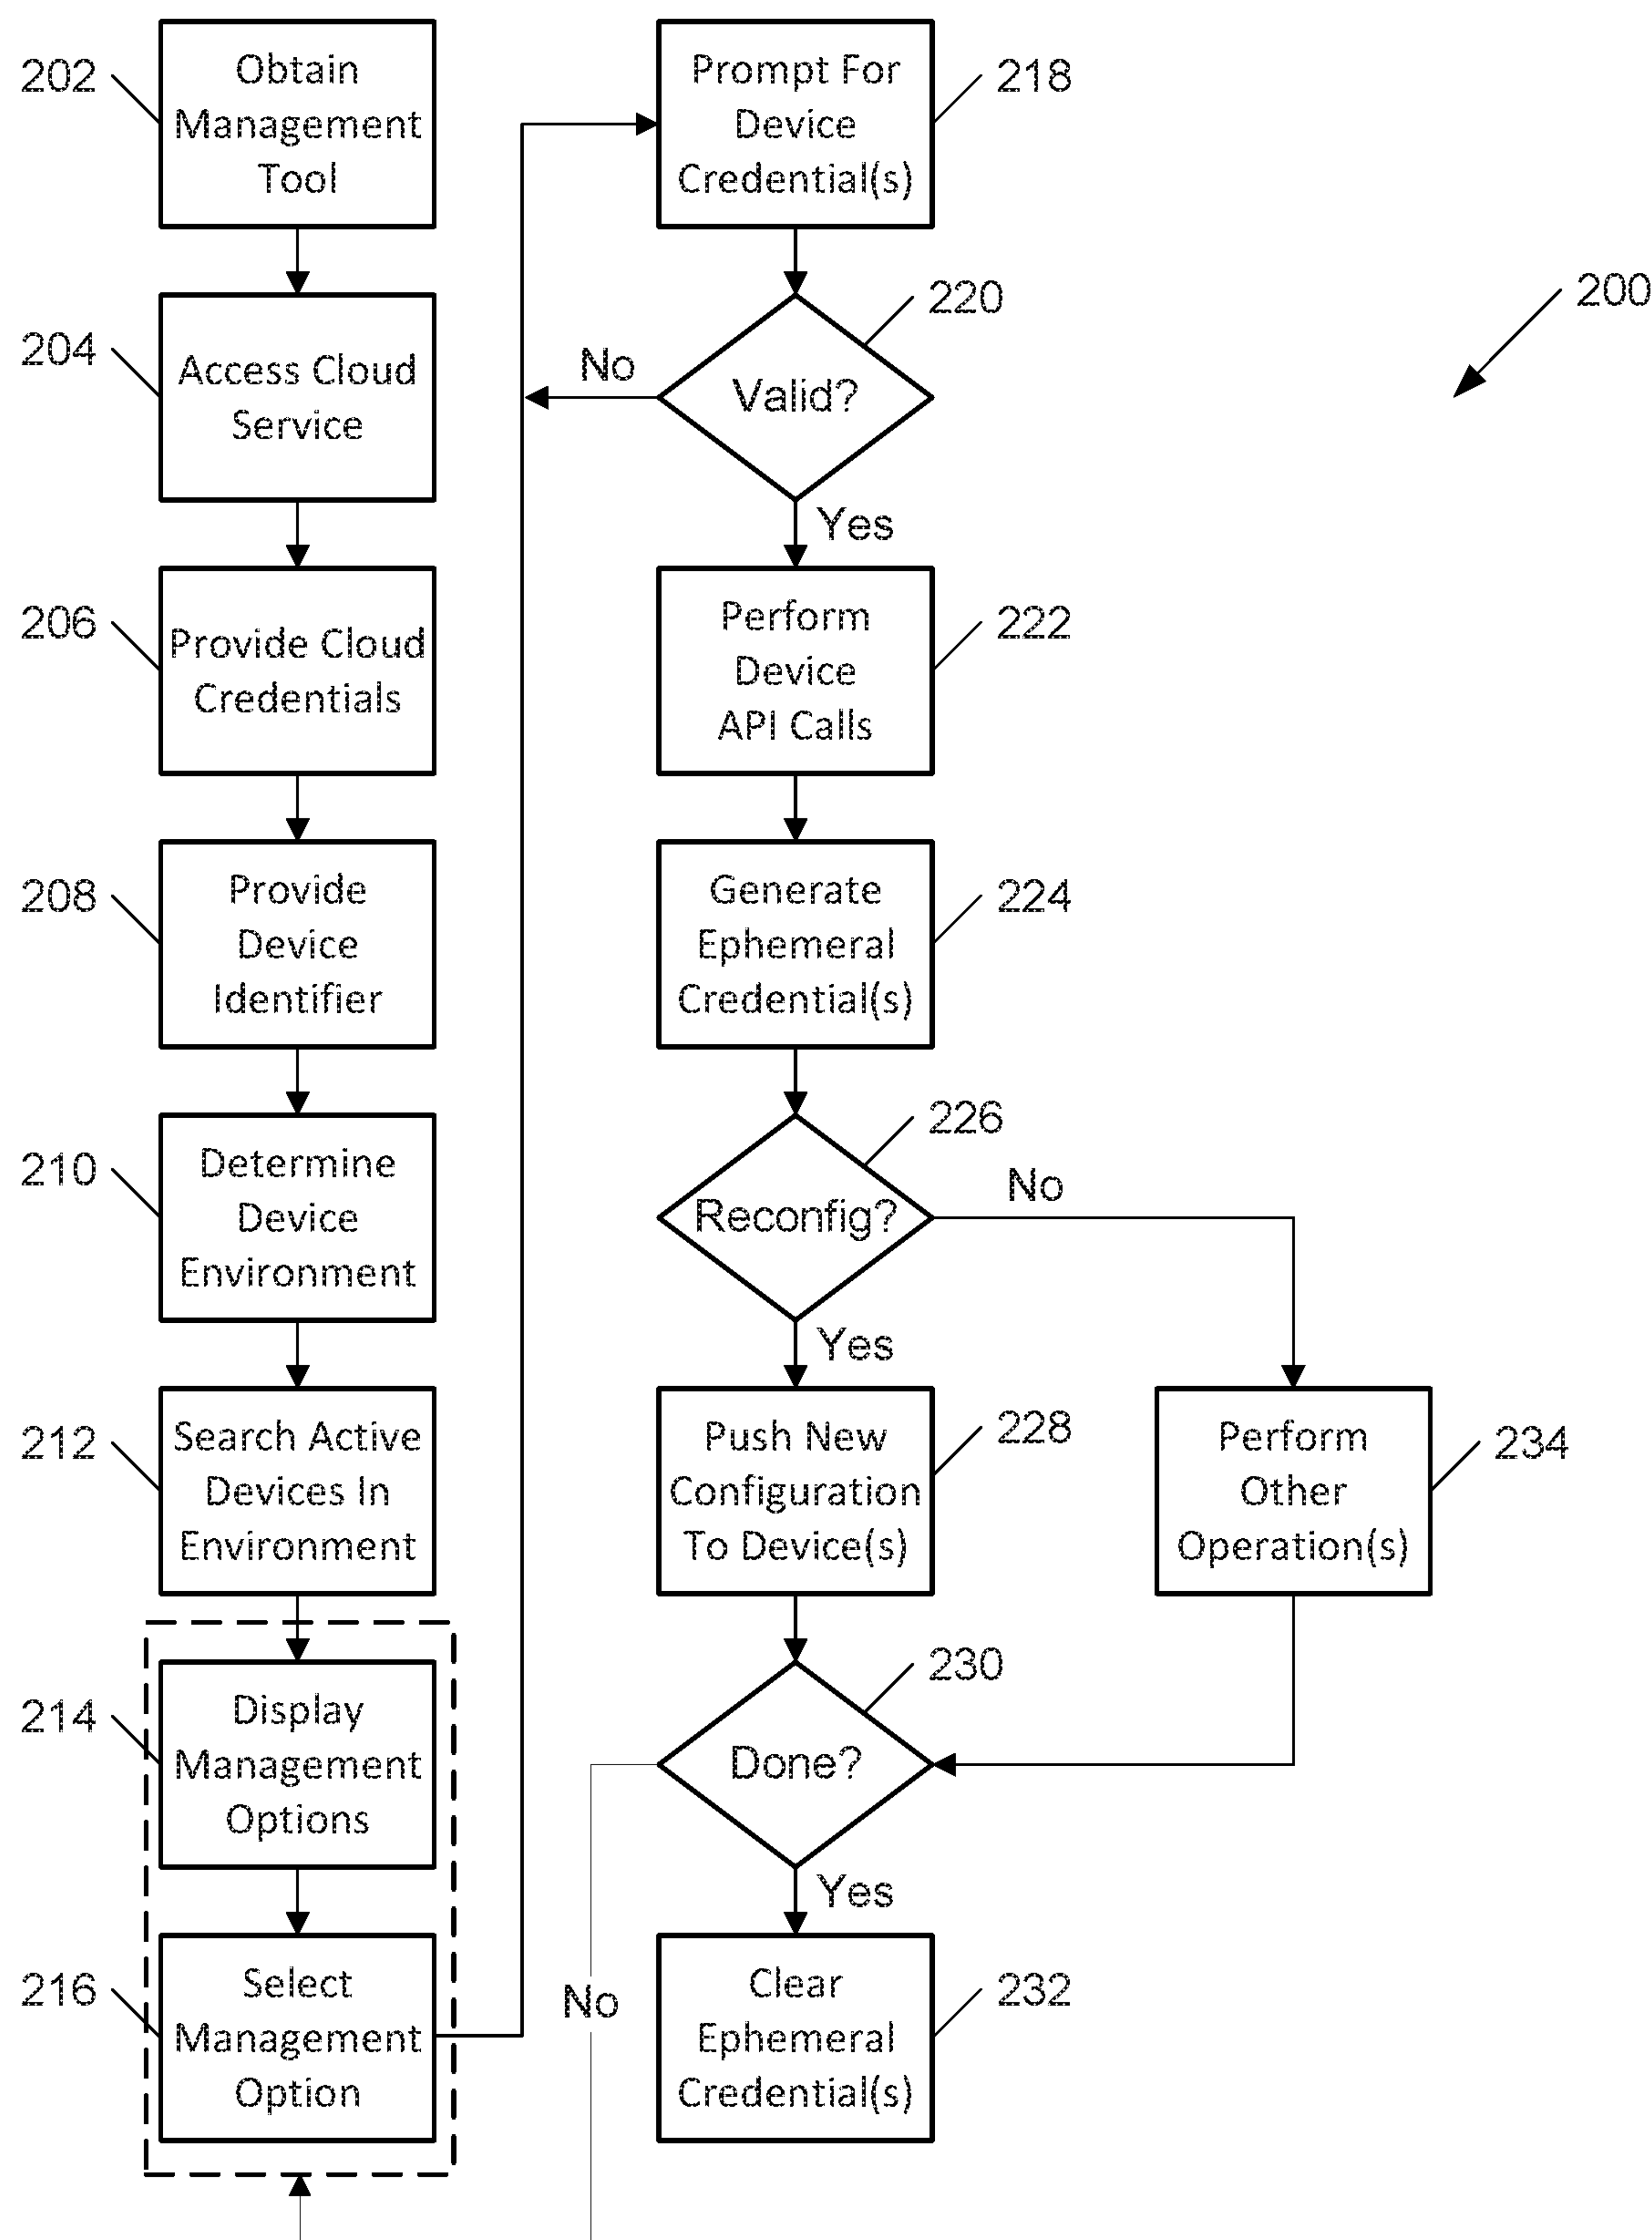 202
Obtain
Management
Tool
204
Access Cloud
Service
206
Provide Cloud
Credentials
208
Provide
Device
Identifier
210
Determine
Device
Environment
212
Search Active
Devices In
Environment
214
Display
Management
Options
216
Select
Management
Option
Prompt For
Device
Credential(s)
218
220
Valid?
No
Yes
Perform
Device
API Calls
222
Generate
Ephemeral
Credential(s)
224
226
Reconfig?
No
Yes
Push New
Configuration
To Device(s)
228
Perform
Other
Operation(s)
234
230
Done?
Yes
No
Clear
Ephemeral
Credential(s)
232
200